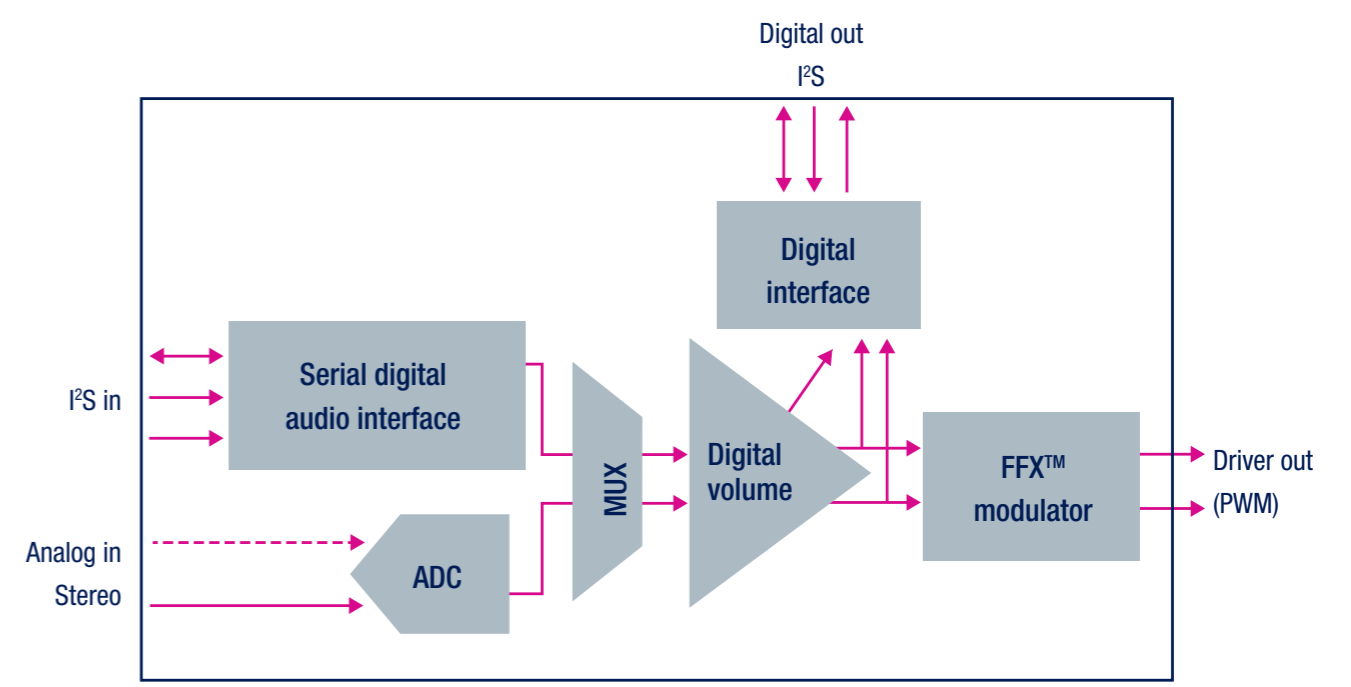 Digital out
I²S
Digital
interface
Serial digital
audio interface
I²S in
MUX
Digital
volume
FFX™
modulator
Driver out
(PWM)
Analog in
Stereo
ADC